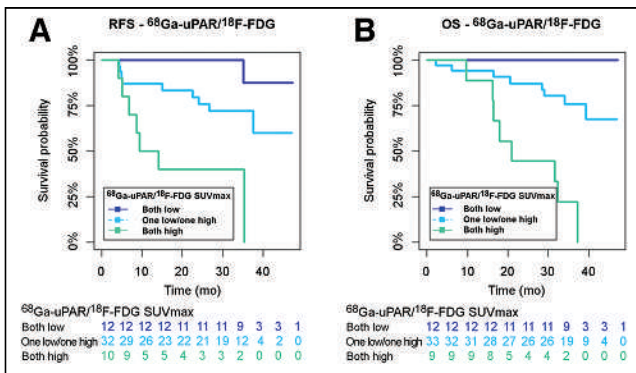 A RFS - ⁶⁸Ga-uPAR/¹⁸F-FDG
Survival probability
100%
75%
50%
25%
0%
⁶⁸Ga-uPAR/¹⁸F-FDG SUVmax
Both low
One low/one high
Both high
0 10 20 30 40
Time (mo)
⁶⁸Ga-uPAR/¹⁸F-FDG SUVmax
Both low 12 12 12 12 11 11 11 9 3 3 1
One low/one high 32 29 26 23 22 21 19 12 4 2 0
Both high 10 9 5 5 4 3 3 2 0 0 0
B OS - ⁶⁸Ga-uPAR/¹⁸F-FDG
Survival probability
100%
75%
50%
25%
0%
⁶⁸Ga-uPAR/¹⁸F-FDG SUVmax
Both low
One low/one high
Both high
0 10 20 30 40
Time (mo)
⁶⁸Ga-uPAR/¹⁸F-FDG SUVmax
Both low 12 12 12 12 11 11 11 9 3 3 1
One low/one high 33 32 31 28 27 26 26 19 9 4 0
Both high 9 9 9 8 5 4 4 2 0 0 0